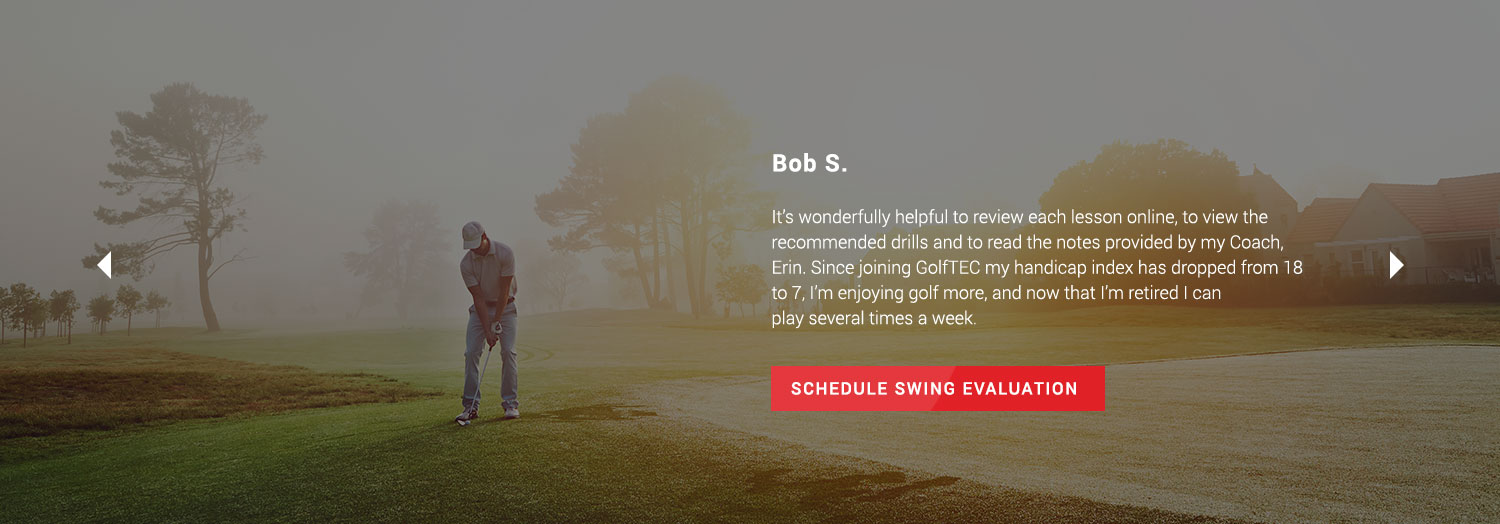 Bob S.
It’s wonderfully helpful to review each lesson online, to view the
recommended drills and to read the notes provided by my Coach,
Erin. Since joining GolfTEC my handicap index has dropped from 18
to 7, I’m enjoying golf more, and now that I’m retired I can
play several times a week.
SCHEDULE SWING EVALUATION